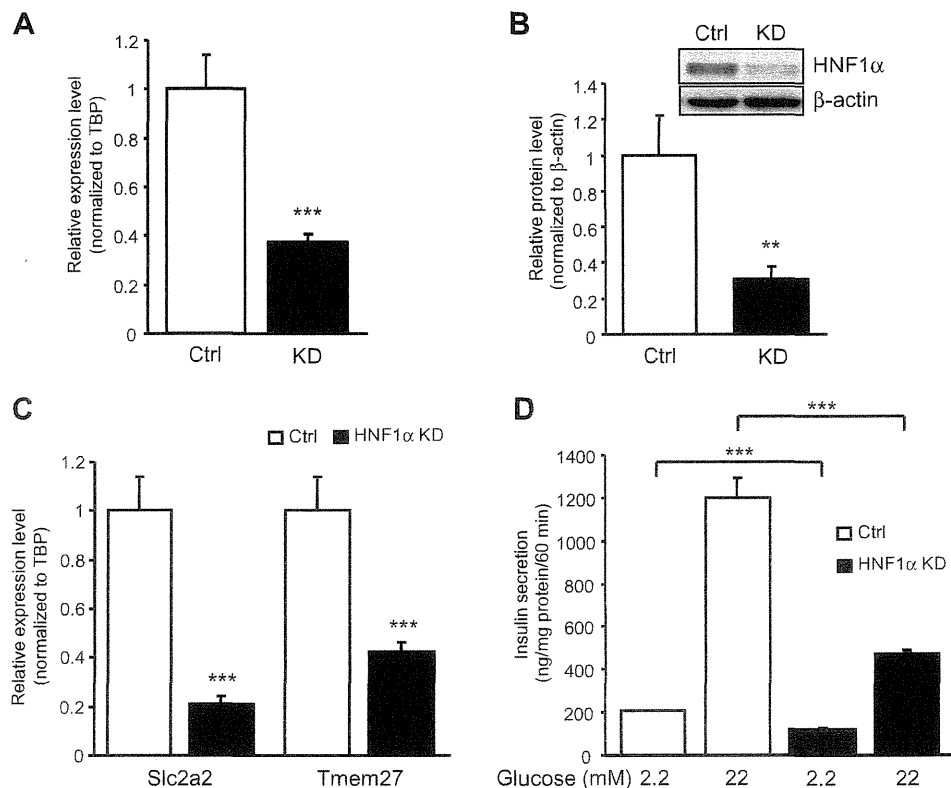 A
Relative expression level
(normalized to TBP)
1.2
1
0.8
0.6
0.4
0.2
0
***
Ctrl
KD
B
Ctrl KD
HNF1α
β-actin
Relative protein level
(normalized to β-actin)
1.4
1.2
1
0.8
0.6
0.4
0.2
0
**
Ctrl
KD
C
Ctrl
HNF1α KD
Relative expression level
(normalized to TBP)
1.2
1
0.8
0.6
0.4
0.2
0
***
***
Slc2a2
Tmem27
D
***
***
Ctrl
HNF1α KD
Insulin secretion
(ng/mg protein/60 min)
1400
1200
1000
800
600
400
200
0
Glucose (mM) 2.2 22 2.2 22